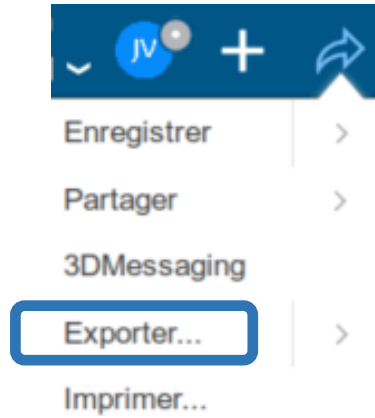 JV
Enregistrer
Partager
3DMessaging
Exporter...
Imprimer...